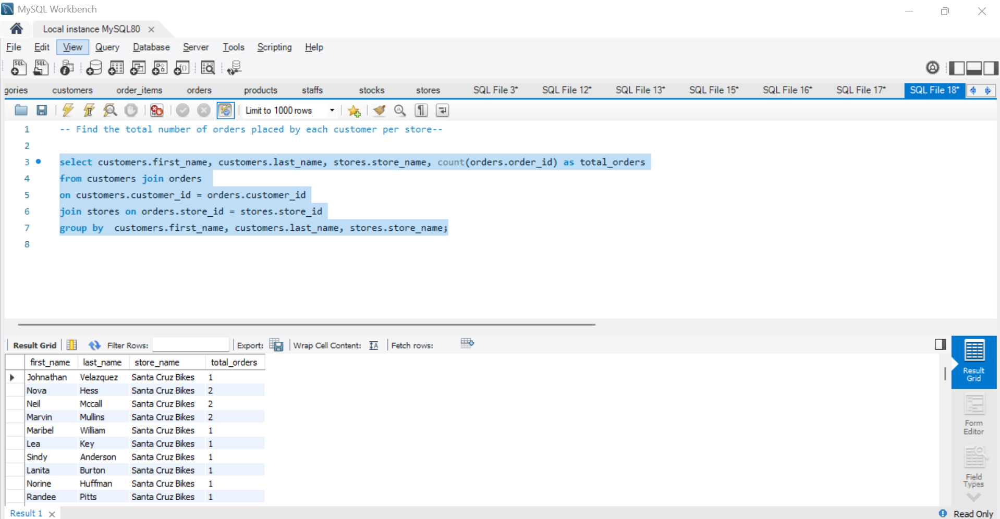 MySQL Workbench
Local instance MySQL80
File Edit View Query Database Server Tools Scripting Help
gories customers order_items orders products staffs stocks stores SQL File 3* SQL File 12* SQL File 13* SQL File 15* SQL File 16* SQL File 17* SQL File 18*
Limit to 1000 rows
1 -- Find the total number of orders placed by each customer per store--
2
3 select customers.first_name, customers.last_name, stores.store_name, count(orders.order_id) as total_orders
4 from customers join orders
5 on customers.customer_id = orders.customer_id
6 join stores on orders.store_id = stores.store_id
7 group by  customers.first_name, customers.last_name, stores.store_name;
8
Result Grid Filter Rows: Export: Wrap Cell Content: Fetch rows:
first_name last_name store_name total_orders
Johnathan Velazquez Santa Cruz Bikes 1
Nova Hess Santa Cruz Bikes 2
Neil Mccall Santa Cruz Bikes 2
Marvin Mullins Santa Cruz Bikes 2
Maribel William Santa Cruz Bikes 1
Lea Key Santa Cruz Bikes 1
Sindy Anderson Santa Cruz Bikes 1
Lanita Burton Santa Cruz Bikes 1
Norine Huffman Santa Cruz Bikes 1
Randee Pitts Santa Cruz Bikes 1
Result
Grid
Form
Editor
Field
Types
Result 1
Read Only